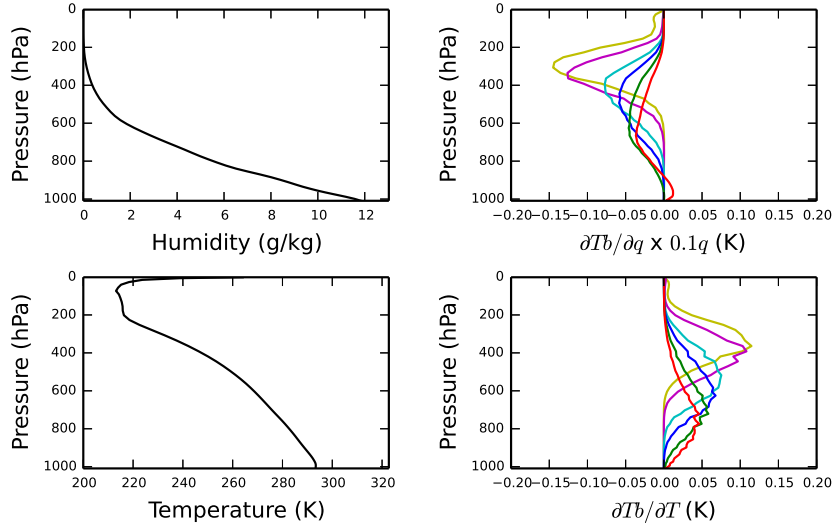 0
200
400
600
800
1000
Pressure (hPa)
0 2 4 6 8 10 12
Humidity (g/kg)
0
200
400
600
800
1000
Pressure (hPa)
−0.20 −0.15 −0.10 −0.05 0.00 0.05 0.10 0.15 0.20
∂Tb/∂q x 0.1q (K)
0
200
400
600
800
1000
Pressure (hPa)
200 220 240 260 280 300 320
Temperature (K)
0
200
400
600
800
1000
Pressure (hPa)
−0.20 −0.15 −0.10 −0.05 0.00 0.05 0.10 0.15 0.20
∂Tb/∂T (K)